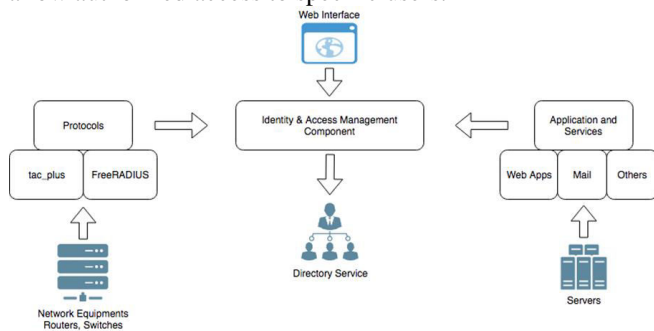 Web Interface
Protocols
Identity & Access Management
Component
Application and
Services
tac_plus
FreeRADIUS
Web Apps
Mail
Others
Directory Service
Network Equipments
Routers, Switches
Servers